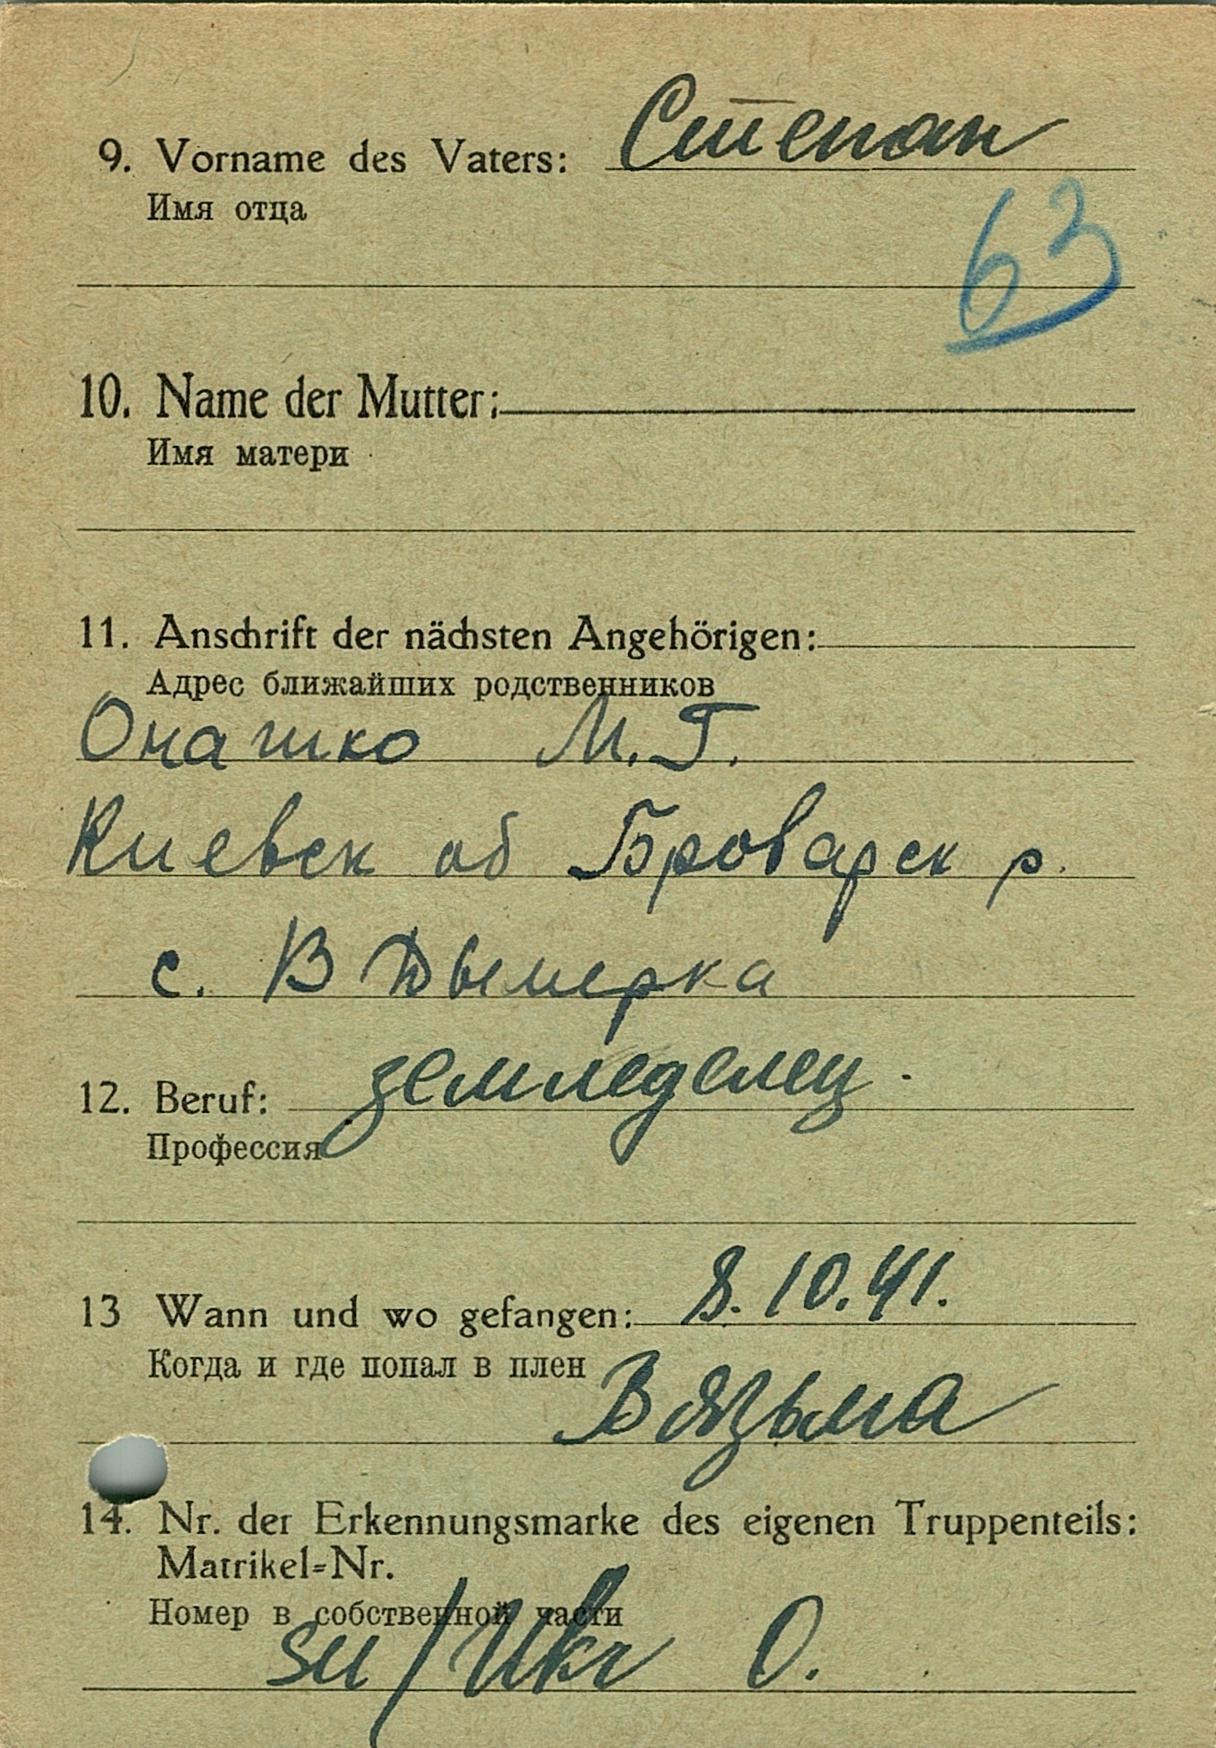 9. Vorname des Vaters: Степан
Имя отца
63
10. Name der Mutter:
Имя матери
11. Anschrift der nächsten Angehörigen:
Адрес ближайших родственников
Онашко М.Г.
Киевск об Броварск р.
с. В Дымерка
12. Beruf: земледелец.
Профессия
13 Wann und wo gefangen: 8.10.41.
Когда и где попал в плен
Вязьма
14. Nr. der Erkennungsmarke des eigenen Truppenteils:
Matrikel=Nr.
Номер в собственной части
su/Ukr O.